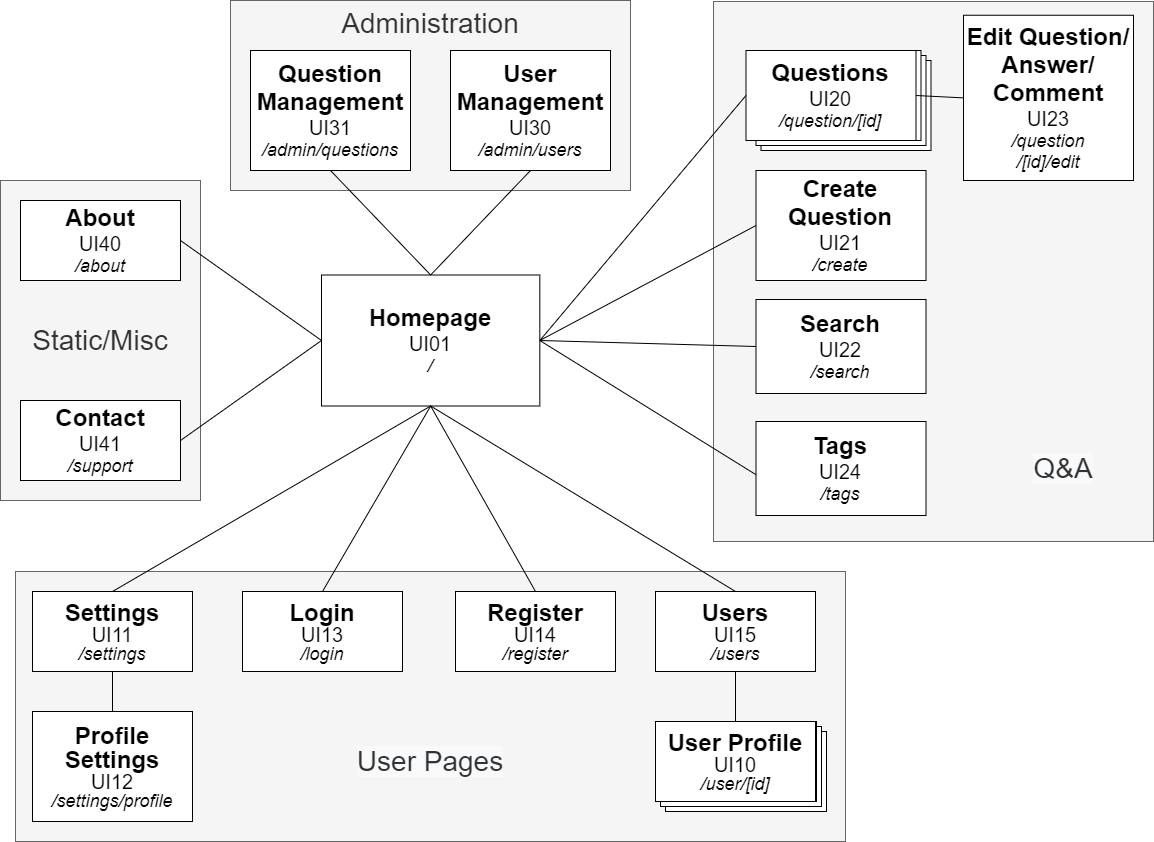 Administration
Question
Management
UI31
/admin/questions
User
Management
UI30
/admin/users
Questions
UI20
/question/[id]
Edit Question/
Answer/
Comment
UI23
/question
/[id]/edit
Create
Question
UI21
/create
Search
UI22
/search
Tags
UI24
/tags
Q&A
About
UI40
/about
Static/Misc
Contact
UI41
/support
Homepage
UI01
/
Settings
UI11
/settings
Login
UI13
/login
Register
UI14
/register
Users
UI15
/users
Profile
Settings
UI12
/settings/profile
User Pages
User Profile
UI10
/user/[id]